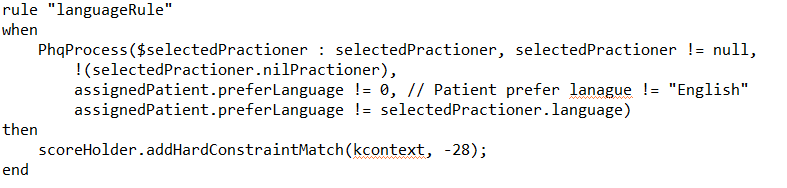 rule "languageRule"
when
PhqProcess($selectedPractioner : selectedPractioner, selectedPractioner != null,
!(selectedPractioner.nilPractioner),
assignedPatient.preferLanguage != 0, // Patient prefer lanague != "English"
assignedPatient.preferLanguage != selectedPractioner.language)
then
scoreHolder.addHardConstraintMatch(kcontext, -28);
end